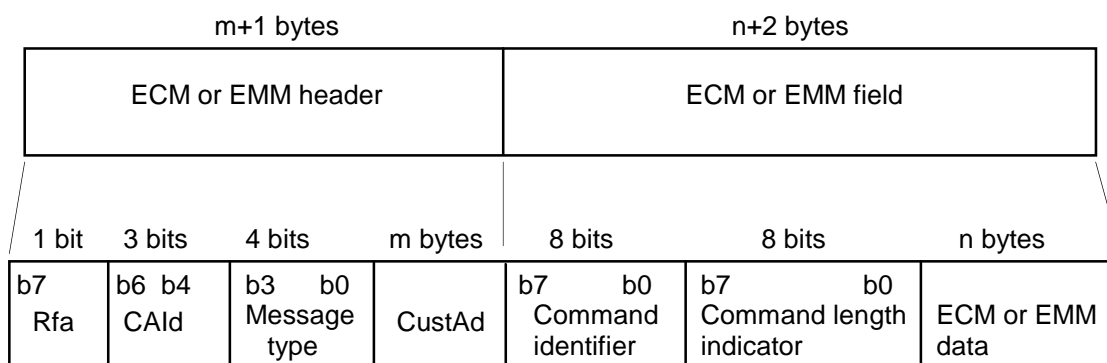 m+1 bytes n+2 bytes
ECM or EMM header ECM or EMM field
1 bit 3 bits 4 bits m bytes 8 bits 8 bits n bytes
b7 b6 b4 b3 b0 b7 b0 b7 b0
Rfa CAId Message type CustAd Command identifier Command length indicator ECM or EMM data